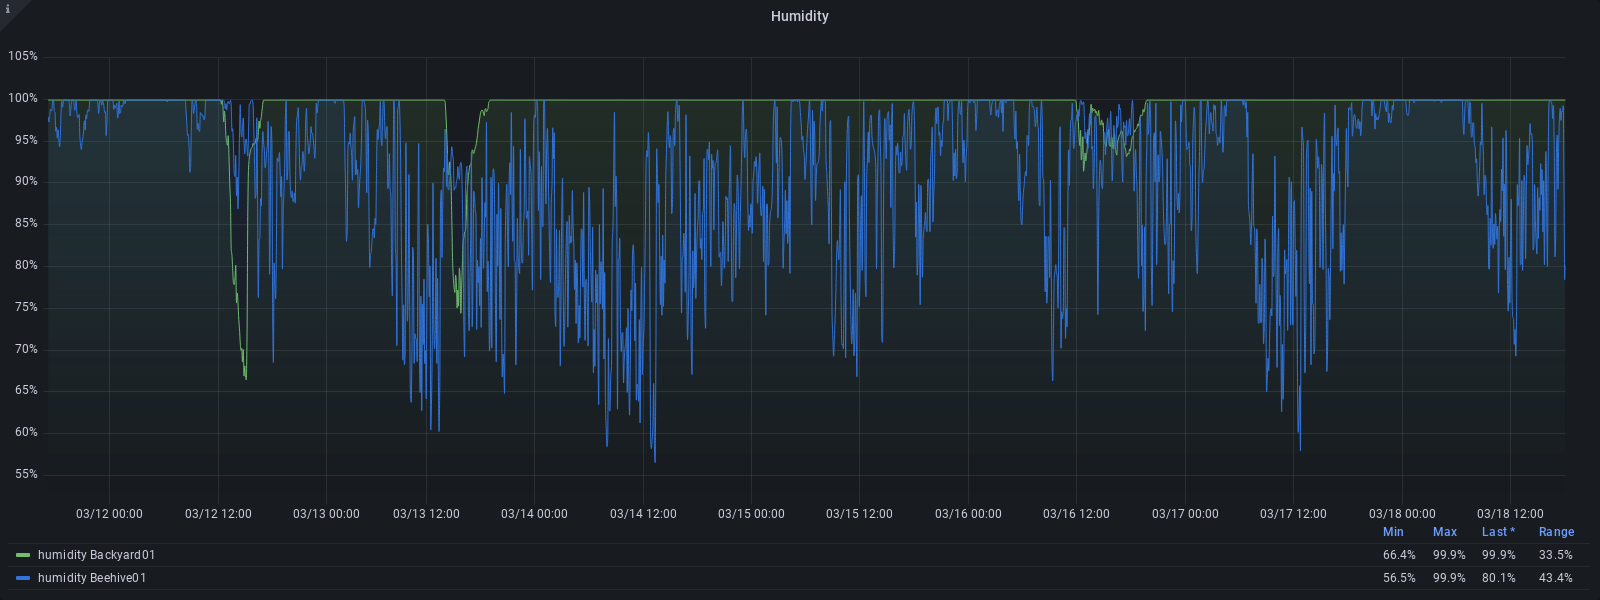 i
Humidity
105%
100%
95%
90%
85%
80%
75%
70%
65%
60%
55%
03/12 00:00 03/12 12:00 03/13 00:00 03/13 12:00 03/14 00:00 03/14 12:00 03/15 00:00 03/15 12:00 03/16 00:00 03/16 12:00 03/17 00:00 03/17 12:00 03/18 00:00 03/18 12:00
Min Max Last * Range
humidity Backyard01 66.4% 99.9% 99.9% 33.5%
humidity Beehive01 56.5% 99.9% 80.1% 43.4%